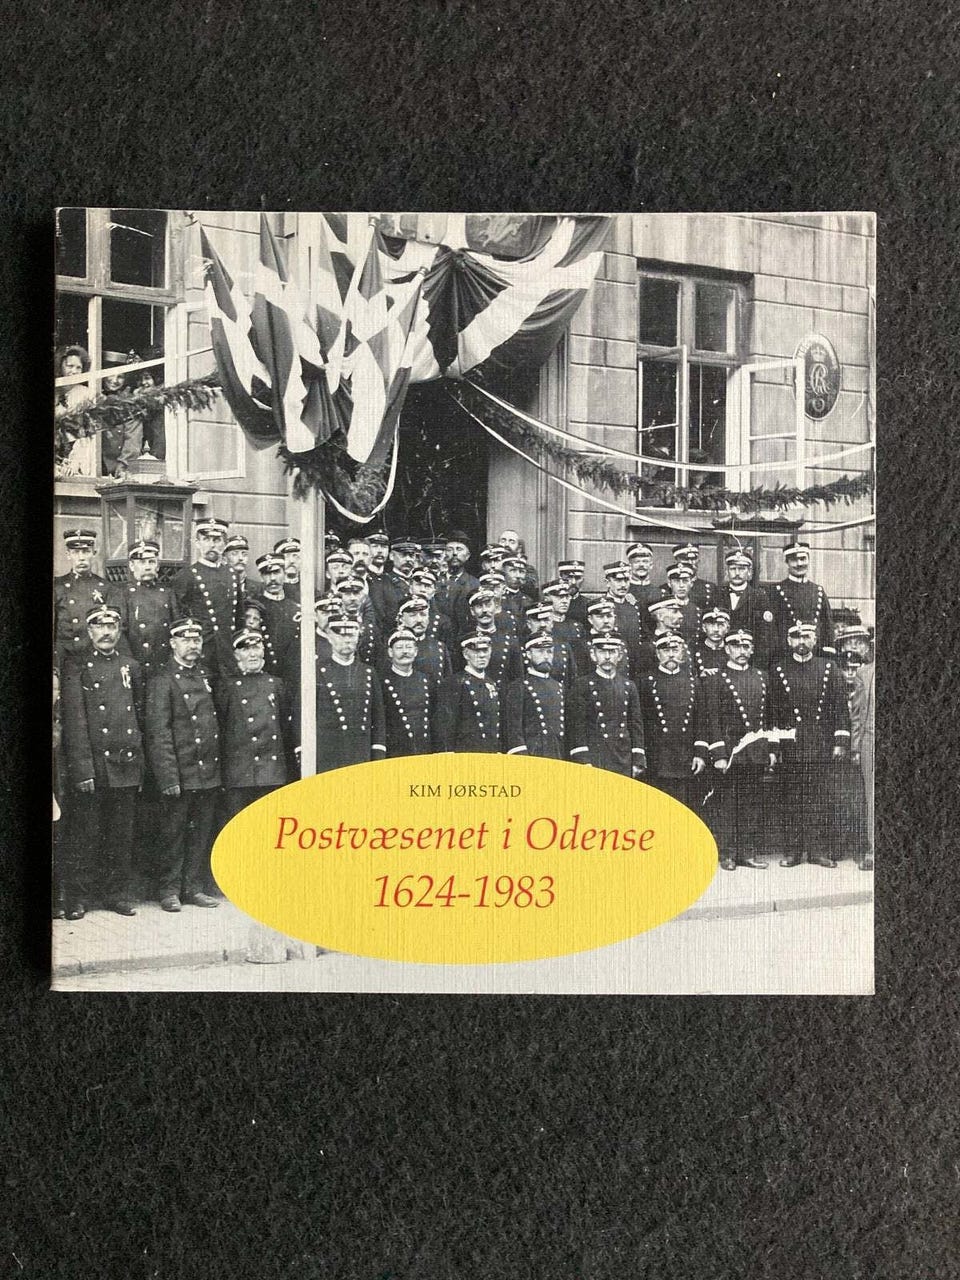 KIM JØRSTAD
Postvæsenet i Odense
1624-1983